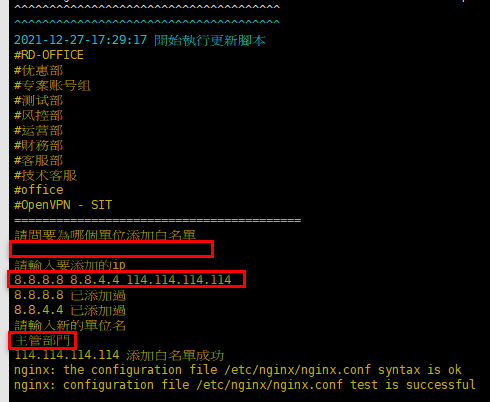 ^^^^^^^^^^^^^^^^^^^^^^^^^^^^^^^^^^^^^^
^^^^^^^^^^^^^^^^^^^^^^^^^^^^^^^^^^^^^^
2021-12-27-17:29:17 開始執行更新腳本
#RD-OFFICE
#优惠部
#专案账号组
#测试部
#风控部
#运营部
#財務部
#客服部
#技术客服
#office
#OpenVPN - SIT
=========================================
請問要為哪個單位添加白名單
請輸入要添加的ip
8.8.8.8 8.8.4.4 114.114.114.114
8.8.8.8 已添加過
8.8.4.4 已添加過
請輸入新的單位名
主管部門
114.114.114.114 添加白名單成功
nginx: the configuration file /etc/nginx/nginx.conf syntax is ok
nginx: configuration file /etc/nginx/nginx.conf test is successful